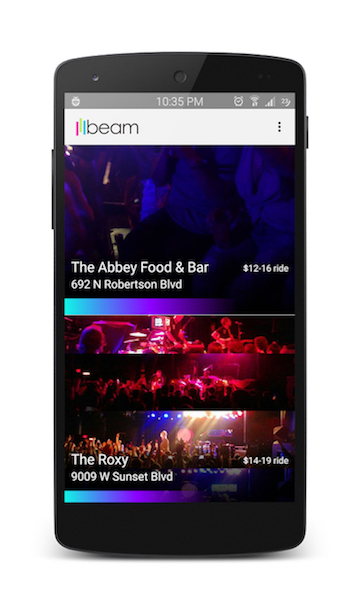 10:35 PM
beam
The Abbey Food & Bar
$12-16 ride
692 N Robertson Blvd
The Roxy
$14-19 ride
9009 W Sunset Blvd